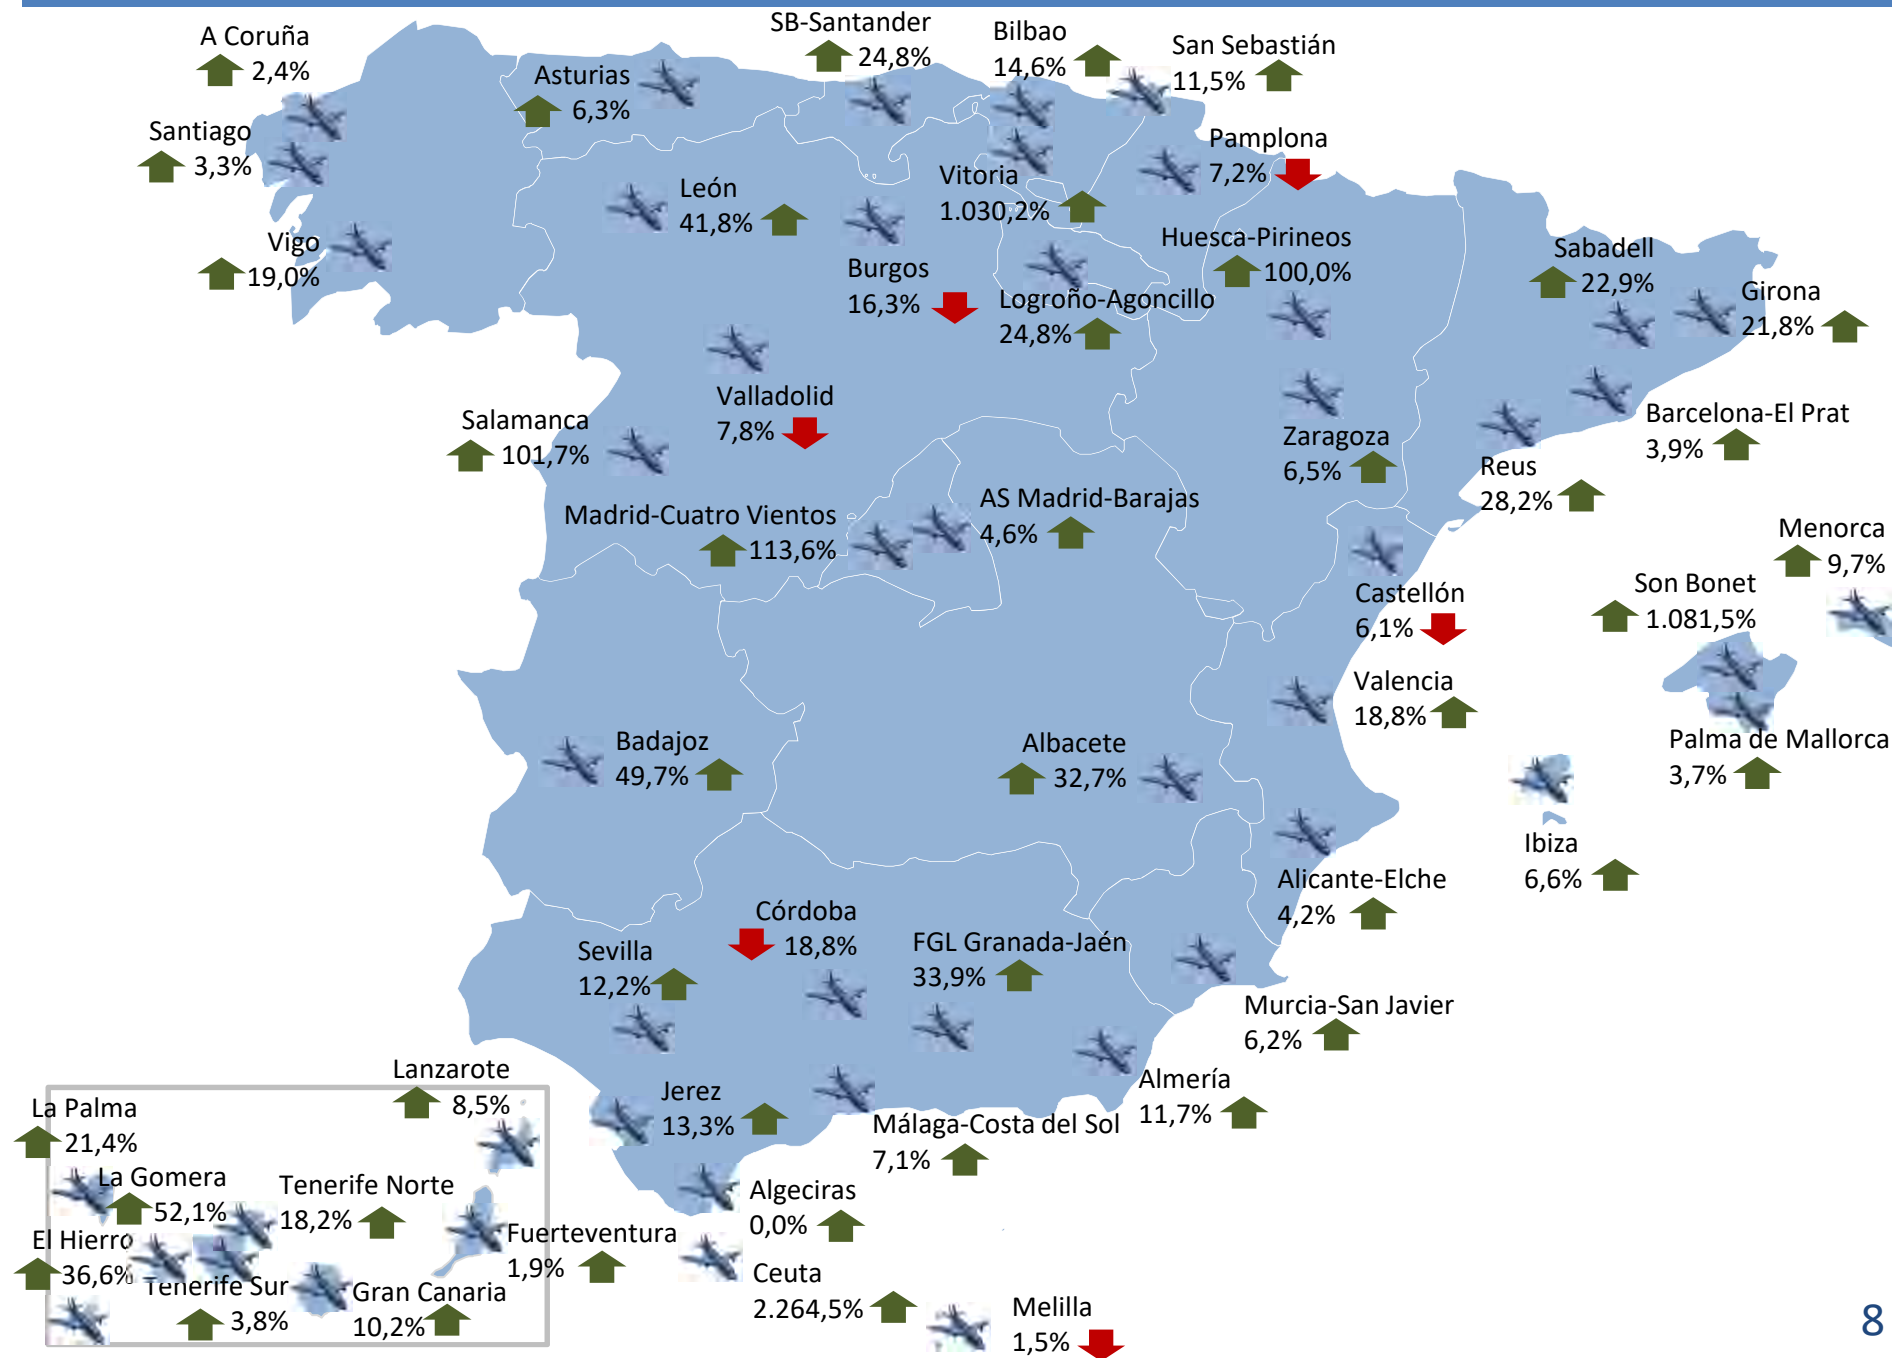 A Coruña
2,4%
SB-Santander
24,8%
Bilbao
14,6%
San Sebastián
11,5%
Asturias
6,3%
Santiago
3,3%
Pamplona
7,2%
León
41,8%
Vitoria
1.030,2%
Vigo
19,0%
Huesca-Pirineos
100,0%
Sabadell
22,9%
Girona
21,8%
Burgos
16,3%
Logroño-Agoncillo
24,8%
Valladolid
7,8%
Salamanca
101,7%
Zaragoza
6,5%
Barcelona-El Prat
3,9%
Reus
28,2%
Madrid-Cuatro Vientos
113,6%
AS Madrid-Barajas
4,6%
Menorca
9,7%
Son Bonet
1.081,5%
Castellón
6,1%
Valencia
18,8%
Palma de Mallorca
3,7%
Badajoz
49,7%
Albacete
32,7%
Ibiza
6,6%
Alicante-Elche
4,2%
Córdoba
18,8%
Sevilla
12,2%
FGL Granada-Jaén
33,9%
Murcia-San Javier
6,2%
Almería
11,7%
Lanzarote
8,5%
Jerez
13,3%
Málaga-Costa del Sol
7,1%
La Palma
21,4%
La Gomera
52,1%
Tenerife Norte
18,2%
Algeciras
0,0%
El Hierro
36,6%
Fuerteventura
1,9%
Tenerife Sur
3,8%
Gran Canaria
10,2%
Ceuta
2.264,5%
Melilla
1,5%
8